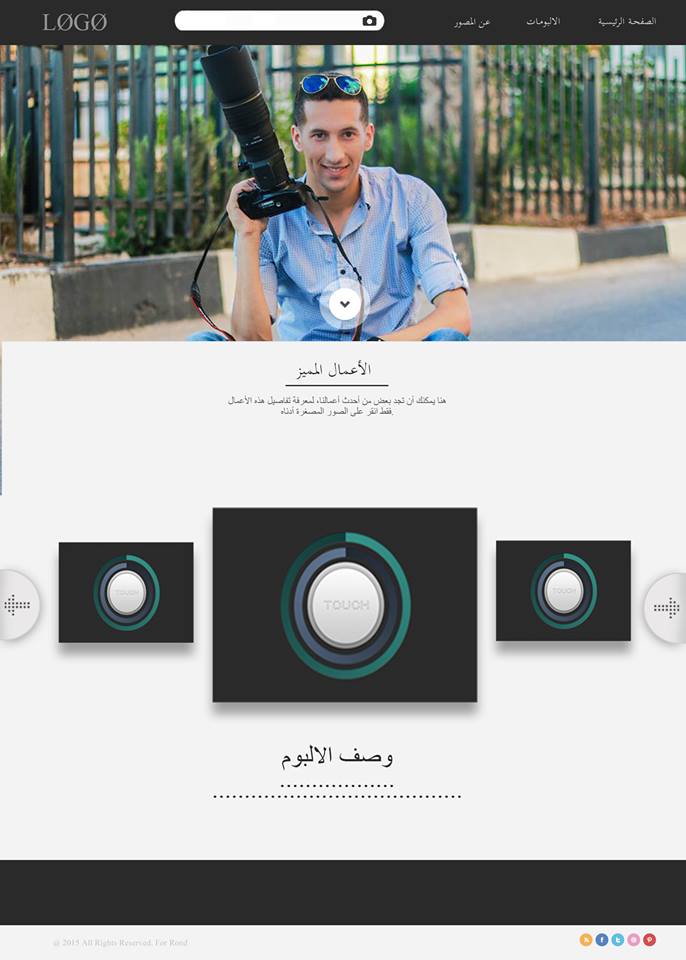 LØGØ
الصفحة الرئيسية
الالبومات
عن المصور
الأعمال المميز
هنا يمكنك أن تجد بعض من أحدث أعمالنا، لمعرفة تفاصيل هذه الأعمال
فقط انقر على الصور المصغرة أدناه.
TOUCH
TOUCH
TOUCH
وصف الالبوم
@ 2015 All Rights Reserved. For Rond